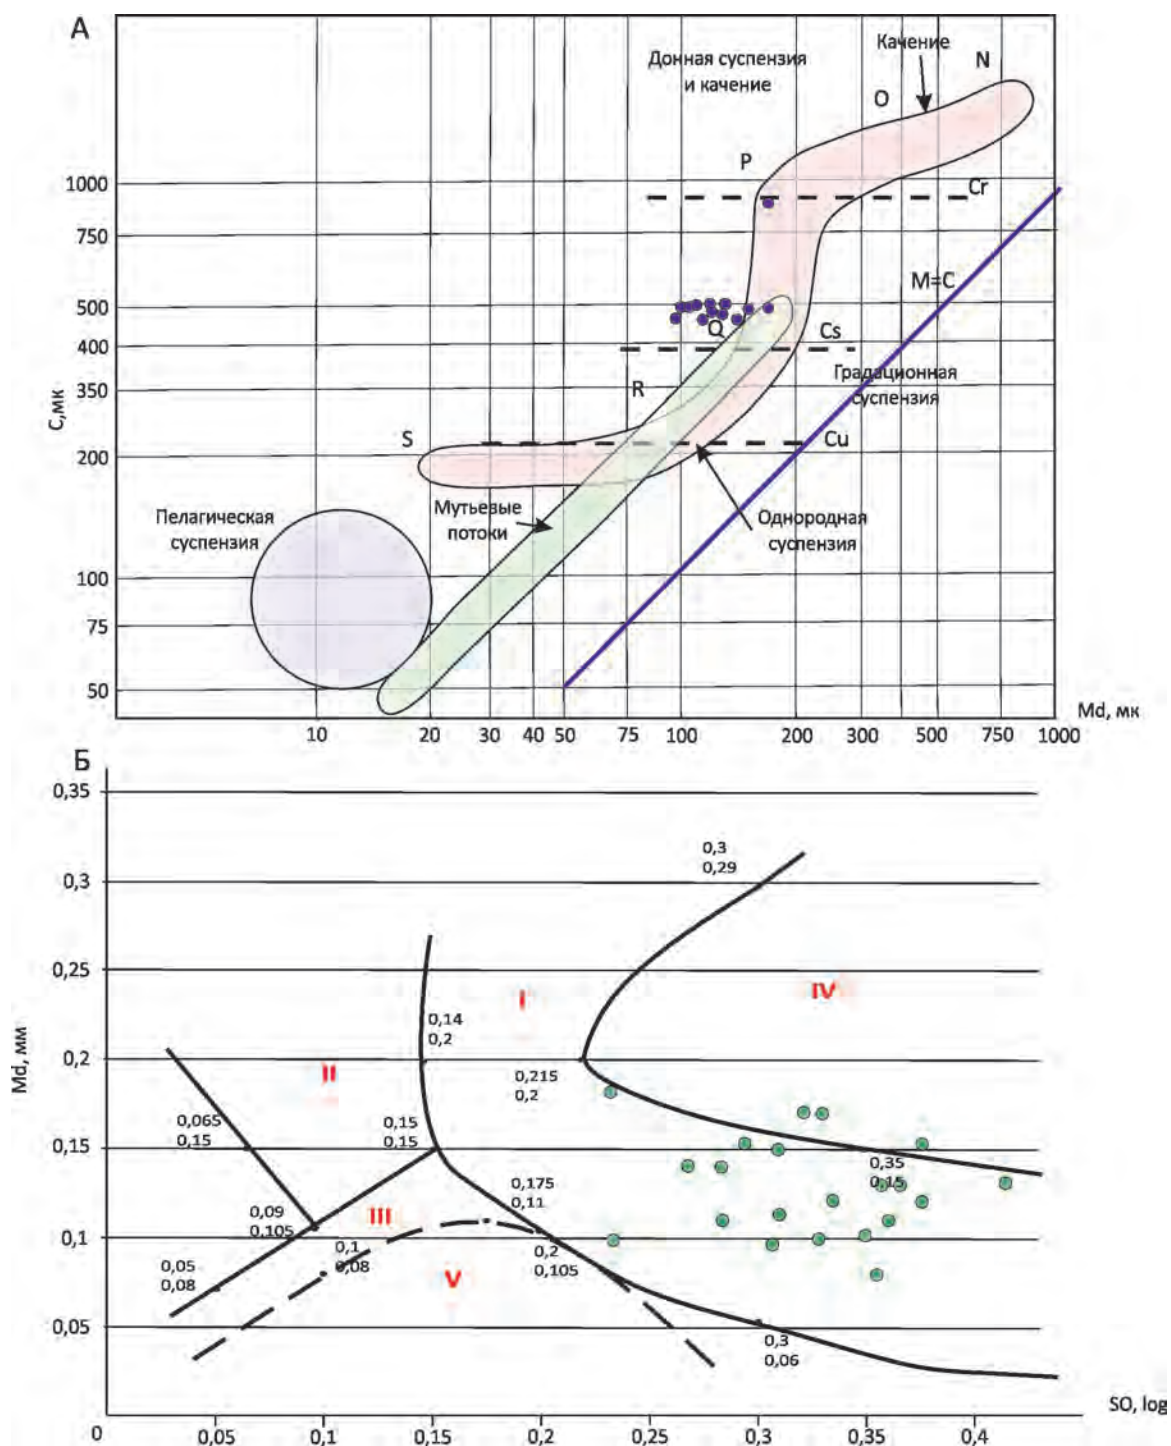 А
Донная суспензия
и качение
Качение
N
O
P
Cr
1000
750
M=C
500
Q
Cs
400
Градационная
суспензия
350
R
С,мк
S
Cu
200
Мутьевые
потоки
Однородная
суспензия
Пелагическая
суспензия
100
75
50
Md, мк
10
20
30
40
50
75
100
200
300
400
500
750
1000
Б
0,35
0,3
0,29
0,3
IV
I
0,25
0,14
0,2
Md, мм
0,2
II
0,215
0,2
0,065
0,15
0,15
0,15
0,15
0,35
0,15
0,175
0,11
III
0,09
0,105
0,1
0,1
0,08
0,2
0,105
V
0,05
0,08
0,05
0,3
0,06
SO, log
0
0,05
0,1
0,15
0,2
0,25
0,3
0,35
0,4
300